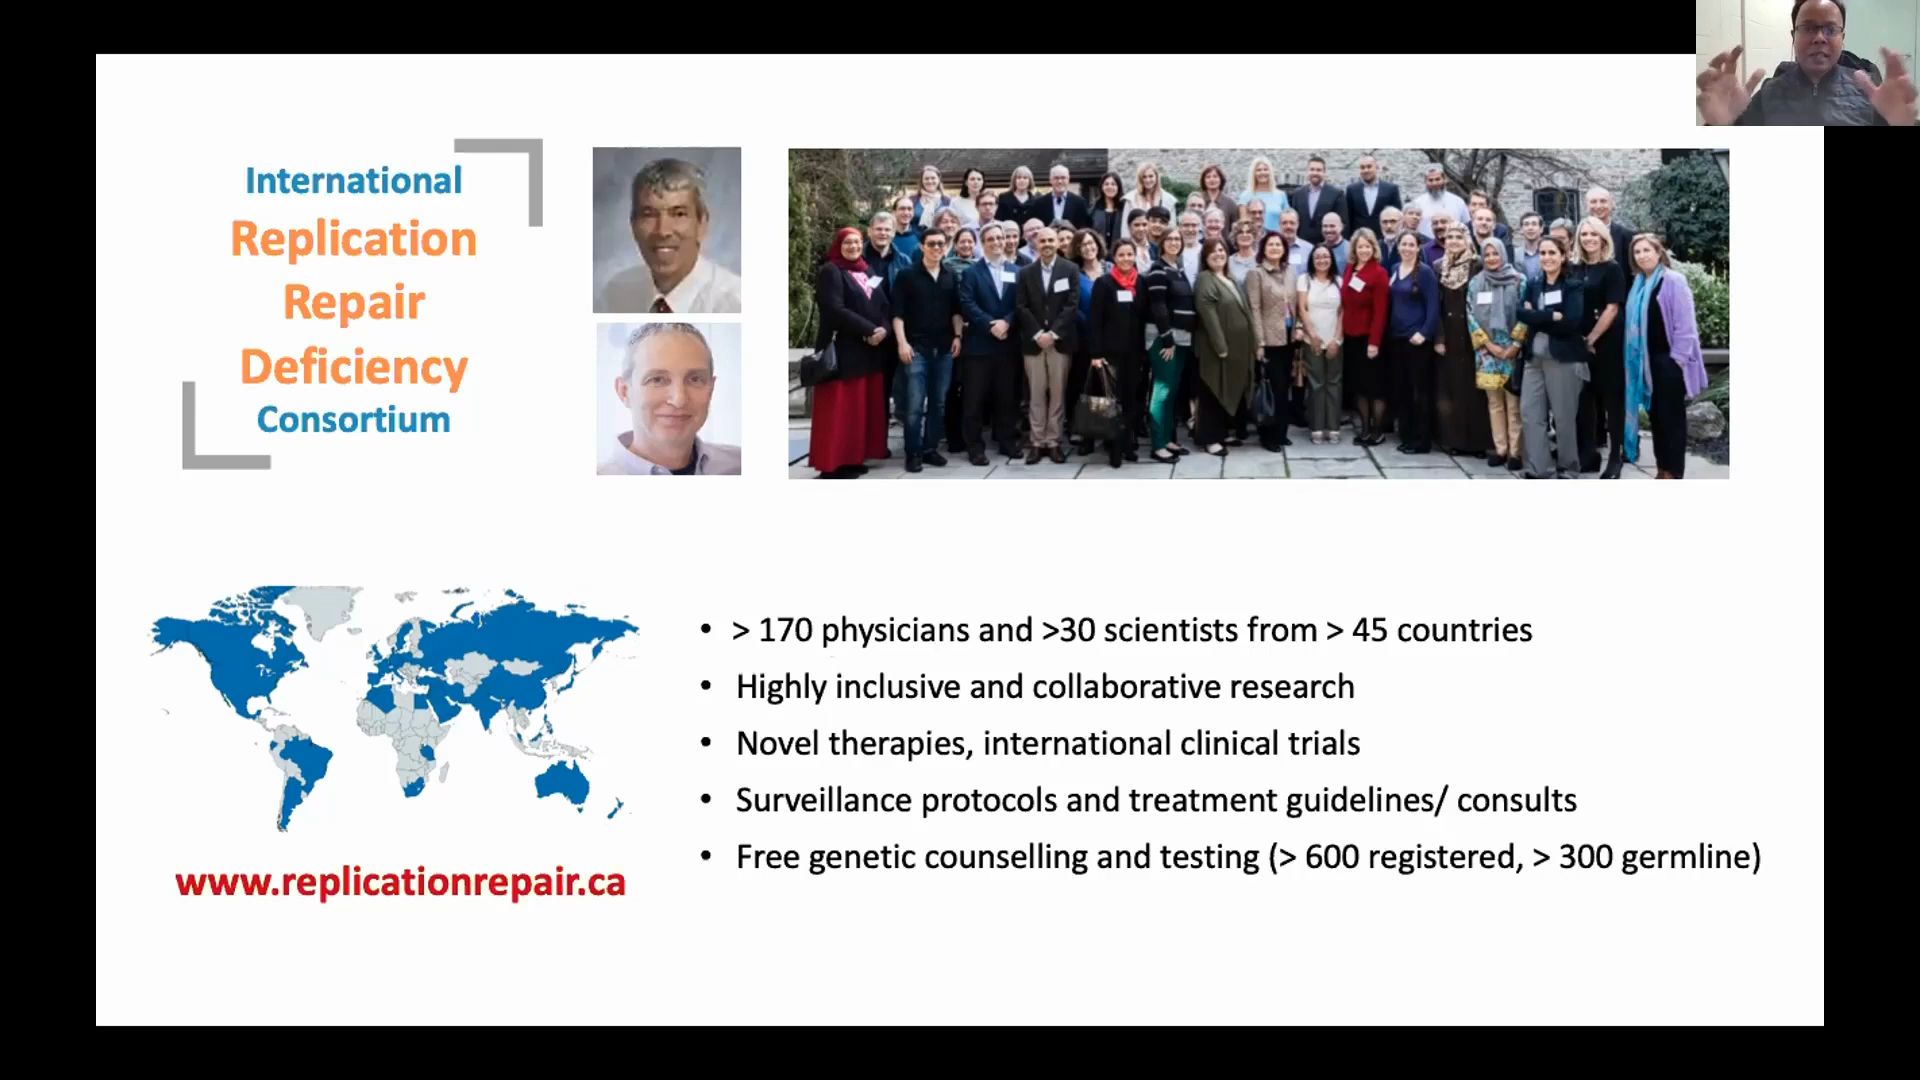 International
Replication
Repair
Deficiency
Consortium
> 170 physicians and >30 scientists from > 45 countries
Highly inclusive and collaborative research
Novel therapies, international clinical trials
Surveillance protocols and treatment guidelines/ consults
Free genetic counselling and testing (> 600 registered, > 300 germline)
www.replicationrepair.ca